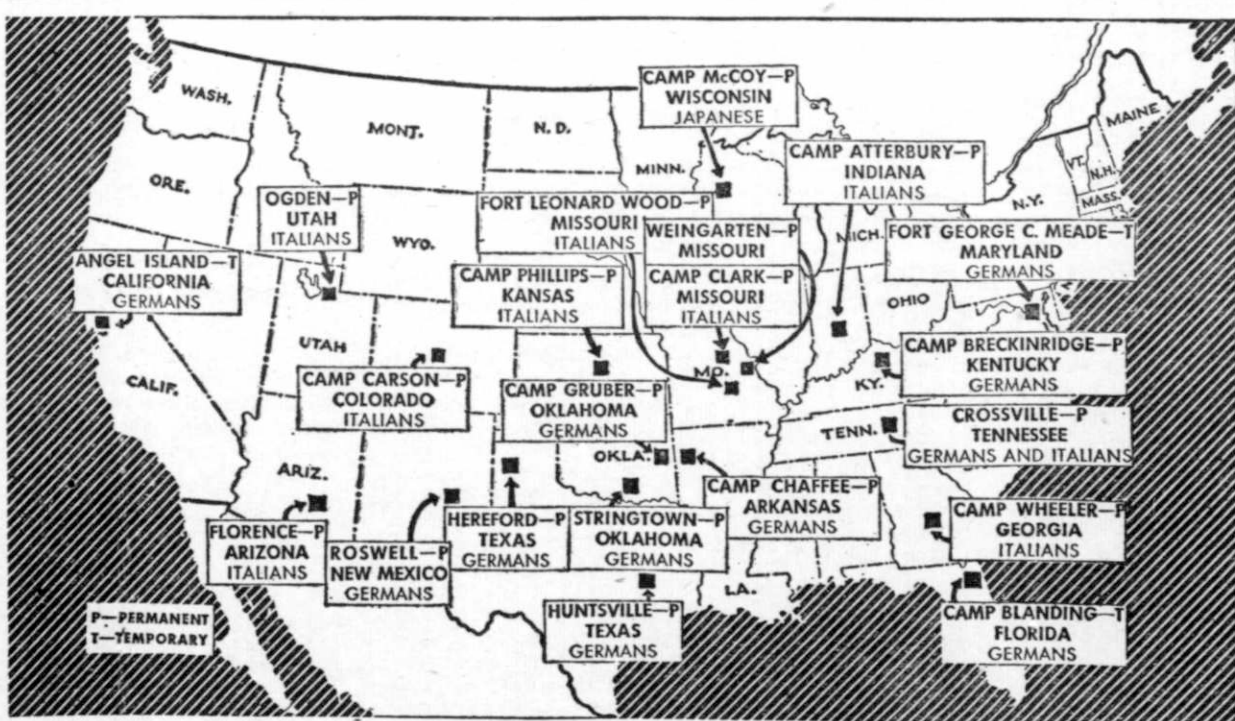 WASH.
MONT.
N. D.
MINN.
CAMP McCOY—P
WISCONSIN
JAPANESE
MAINE
VT.
N.H.
MASS.
N.Y.
ORE.
OGDEN—P
UTAH
ITALIANS
WYO.
FORT LEONARD WOOD—P
MISSOURI
ITALIANS
WEINGARTEN—P
MISSOURI
CAMP ATTERBURY—P
INDIANA
ITALIANS
MICH.
FORT GEORGE C. MEADE—T
MARYLAND
GERMANS
ANGEL ISLAND—T
CALIFORNIA
GERMANS
CAMP PHILLIPS—P
KANSAS
ITALIANS
CAMP CLARK—P
MISSOURI
ITALIANS
OHIO
UTAH
CALIF.
CAMP CARSON—P
COLORADO
ITALIANS
CAMP GRUBER—P
OKLAHOMA
GERMANS
MO.
KY.
CAMP BRECKINRIDGE—P
KENTUCKY
GERMANS
TENN.
CROSSVILLE—P
TENNESSEE
GERMANS AND ITALIANS
ARIZ.
OKLA.
FLORENCE—P
ARIZONA
ITALIANS
ROSWELL—P
NEW MEXICO
GERMANS
HEREFORD—P
TEXAS
GERMANS
STRINGTOWN—P
OKLAHOMA
GERMANS
CAMP CHAFFEE—P
ARKANSAS
GERMANS
CAMP WHEELER—P
GEORGIA
ITALIANS
LA.
HUNTSVILLE—P
TEXAS
GERMANS
CAMP BLANDING—T
FLORIDA
GERMANS
P—PERMANENT
T—TEMPORARY